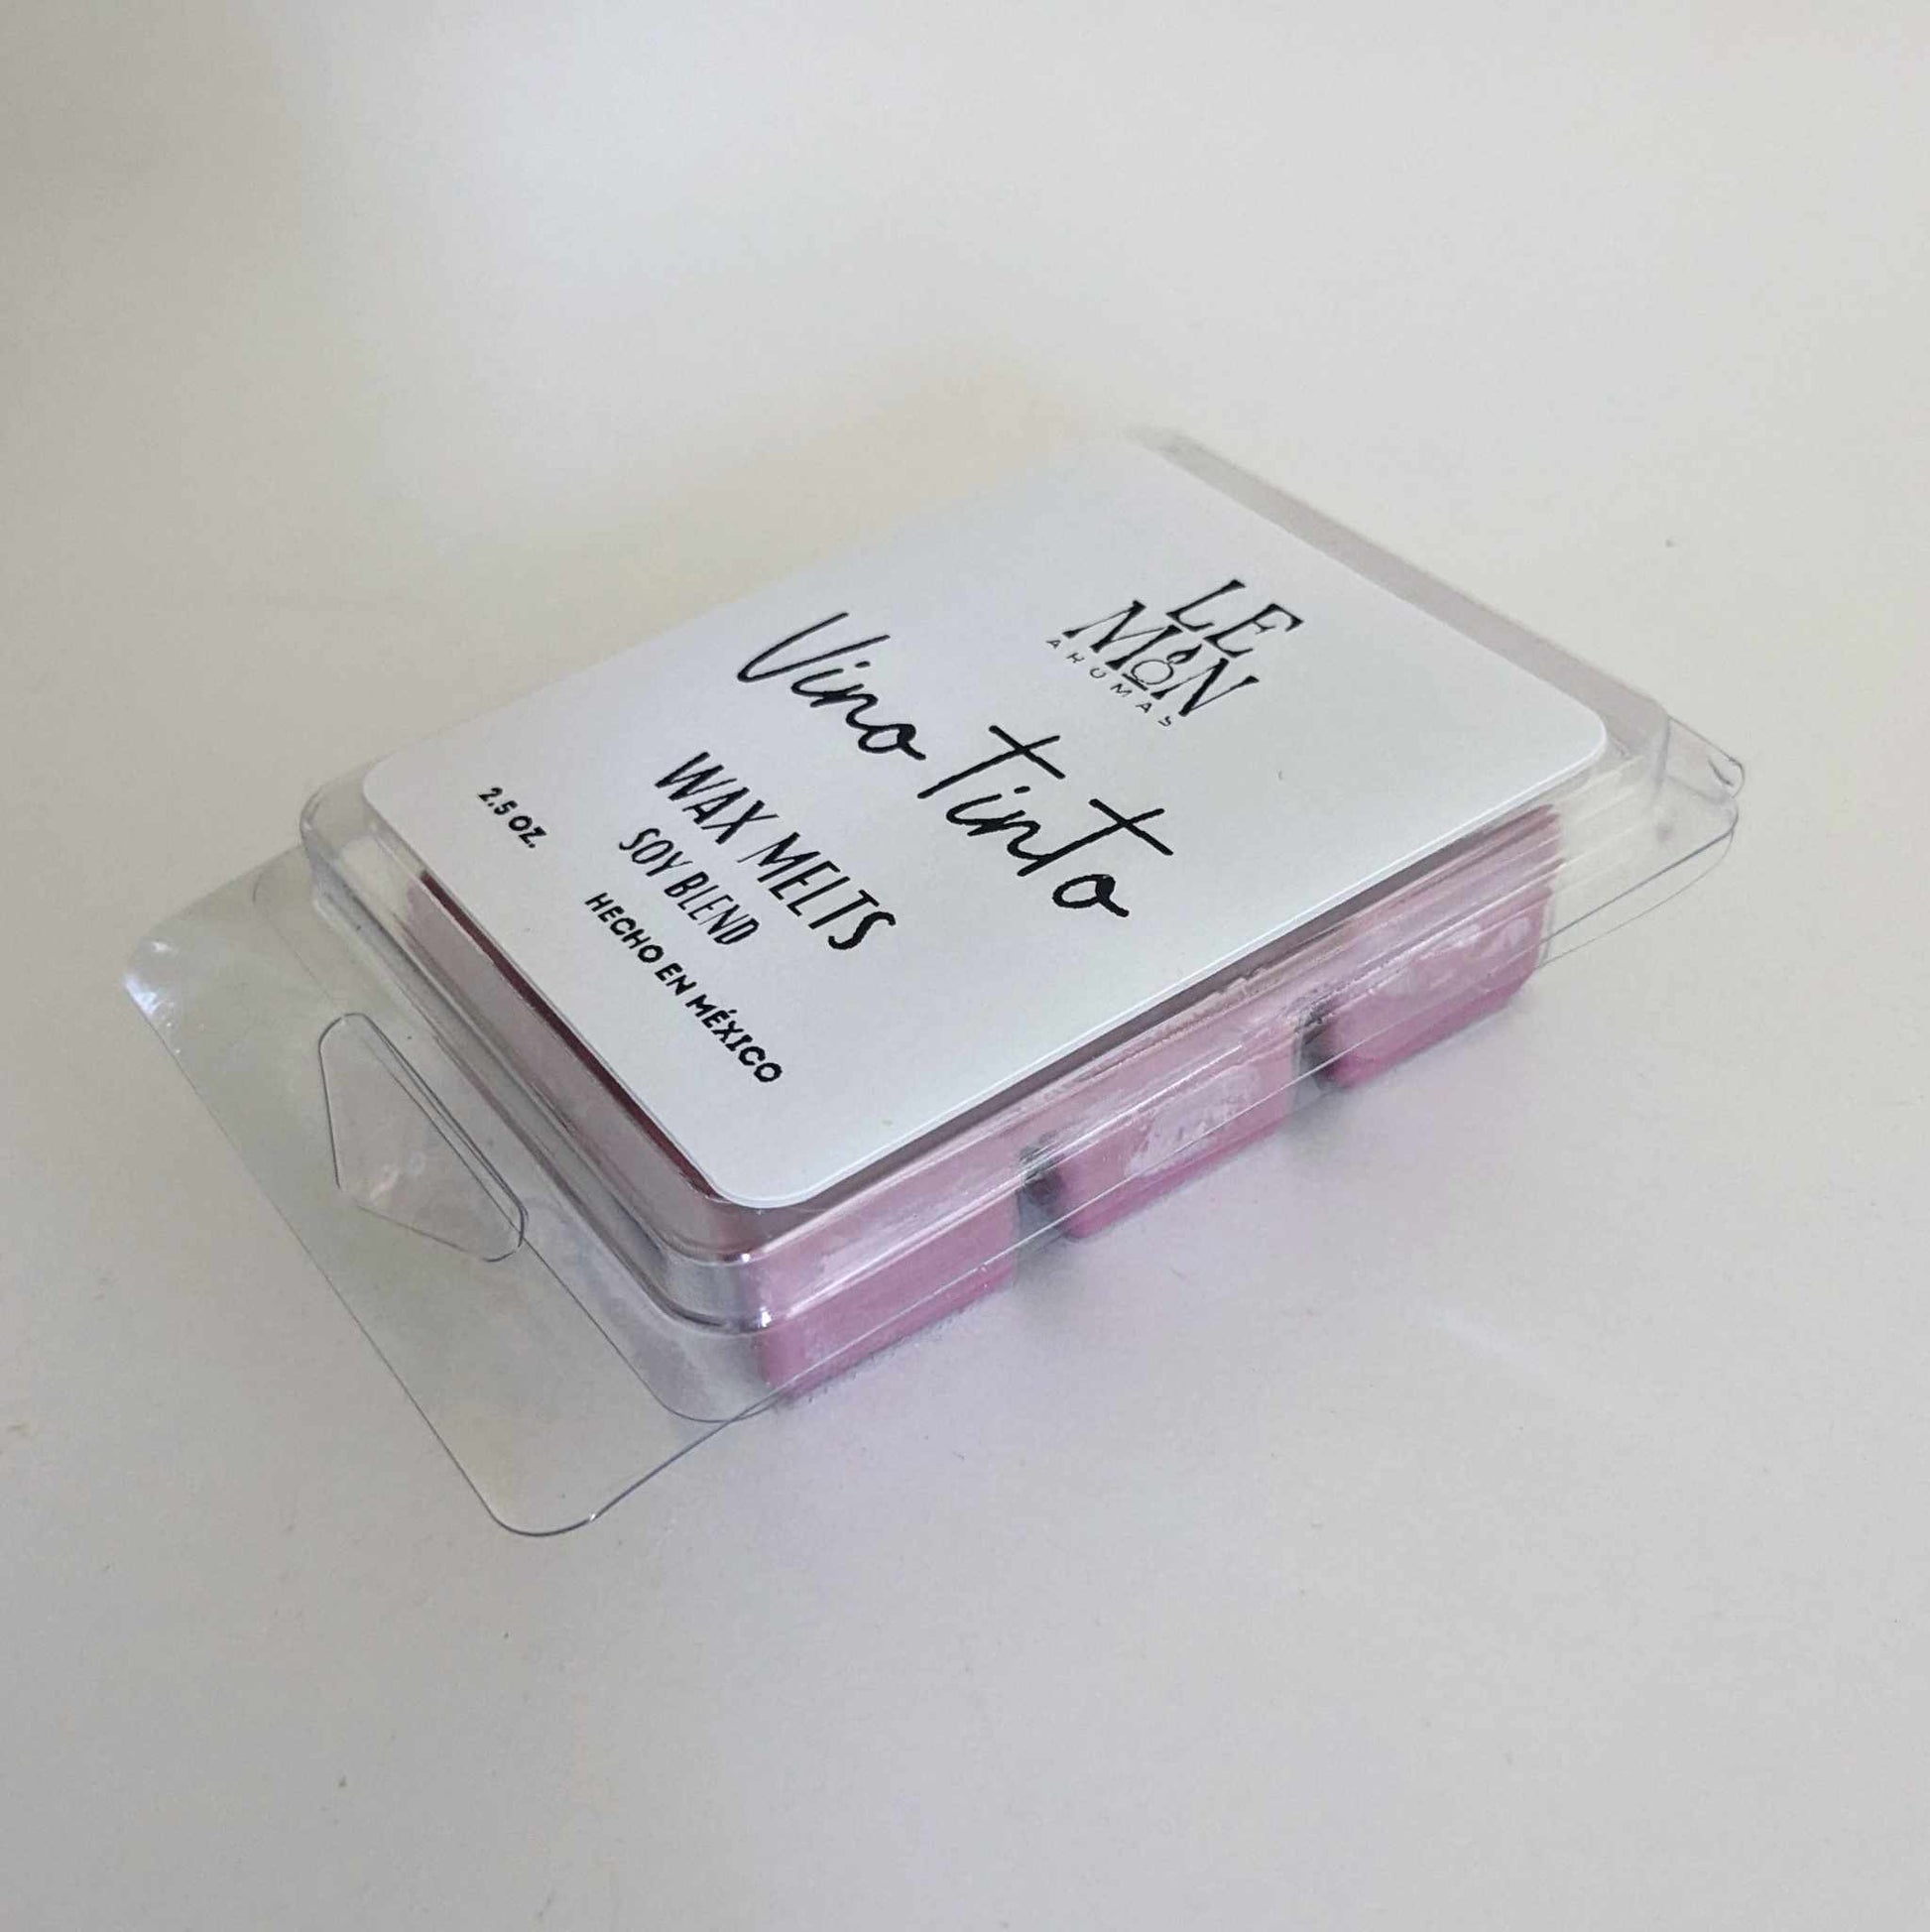 LE
MON
AROMAS
Vino Tinto
WAX MELTS
SOY BLEND
HECHO EN MÉXICO
2.5 OZ.